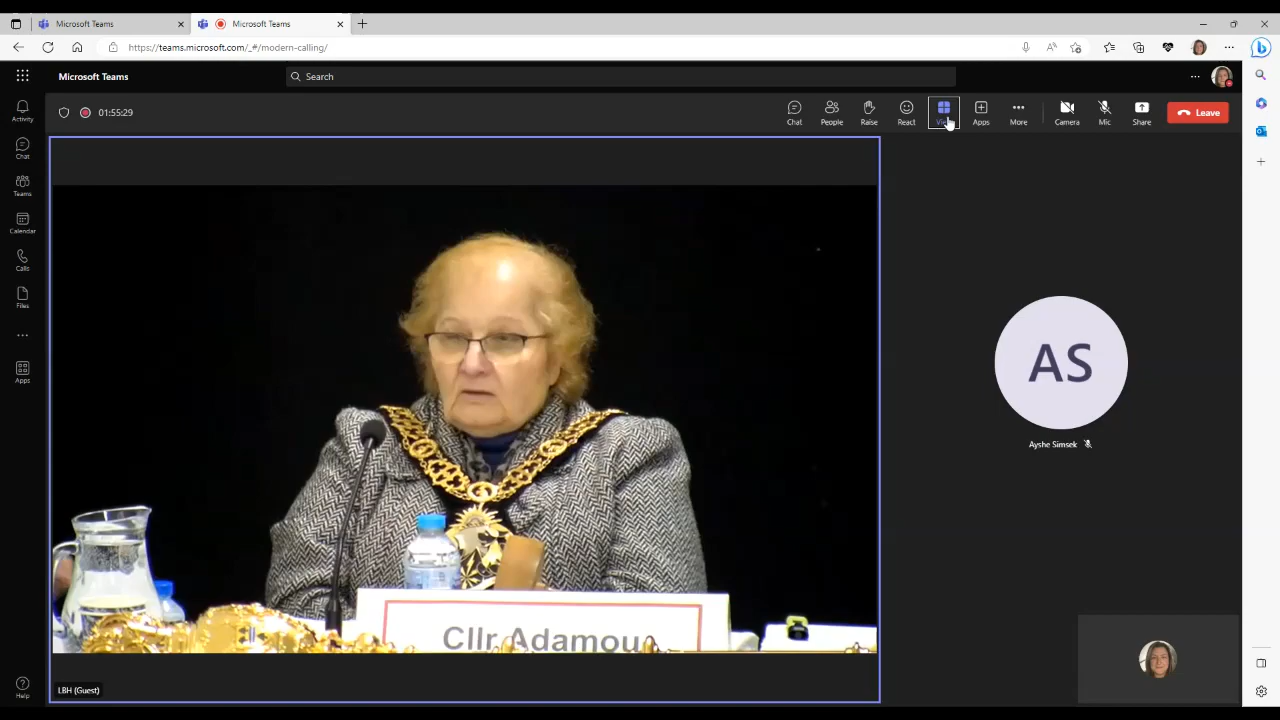 Microsoft Teams
Microsoft Teams
https://teams.microsoft.com/_#/modern-calling/
Microsoft Teams
Search
01:55:29
Chat
People
Raise
React
View
Apps
More
Camera
Mic
Share
Leave
Activity
Chat
Teams
Calendar
Calls
Files
Apps
Help
Cllr Adamou
LBH (Guest)
AS
Ayshe Simsek